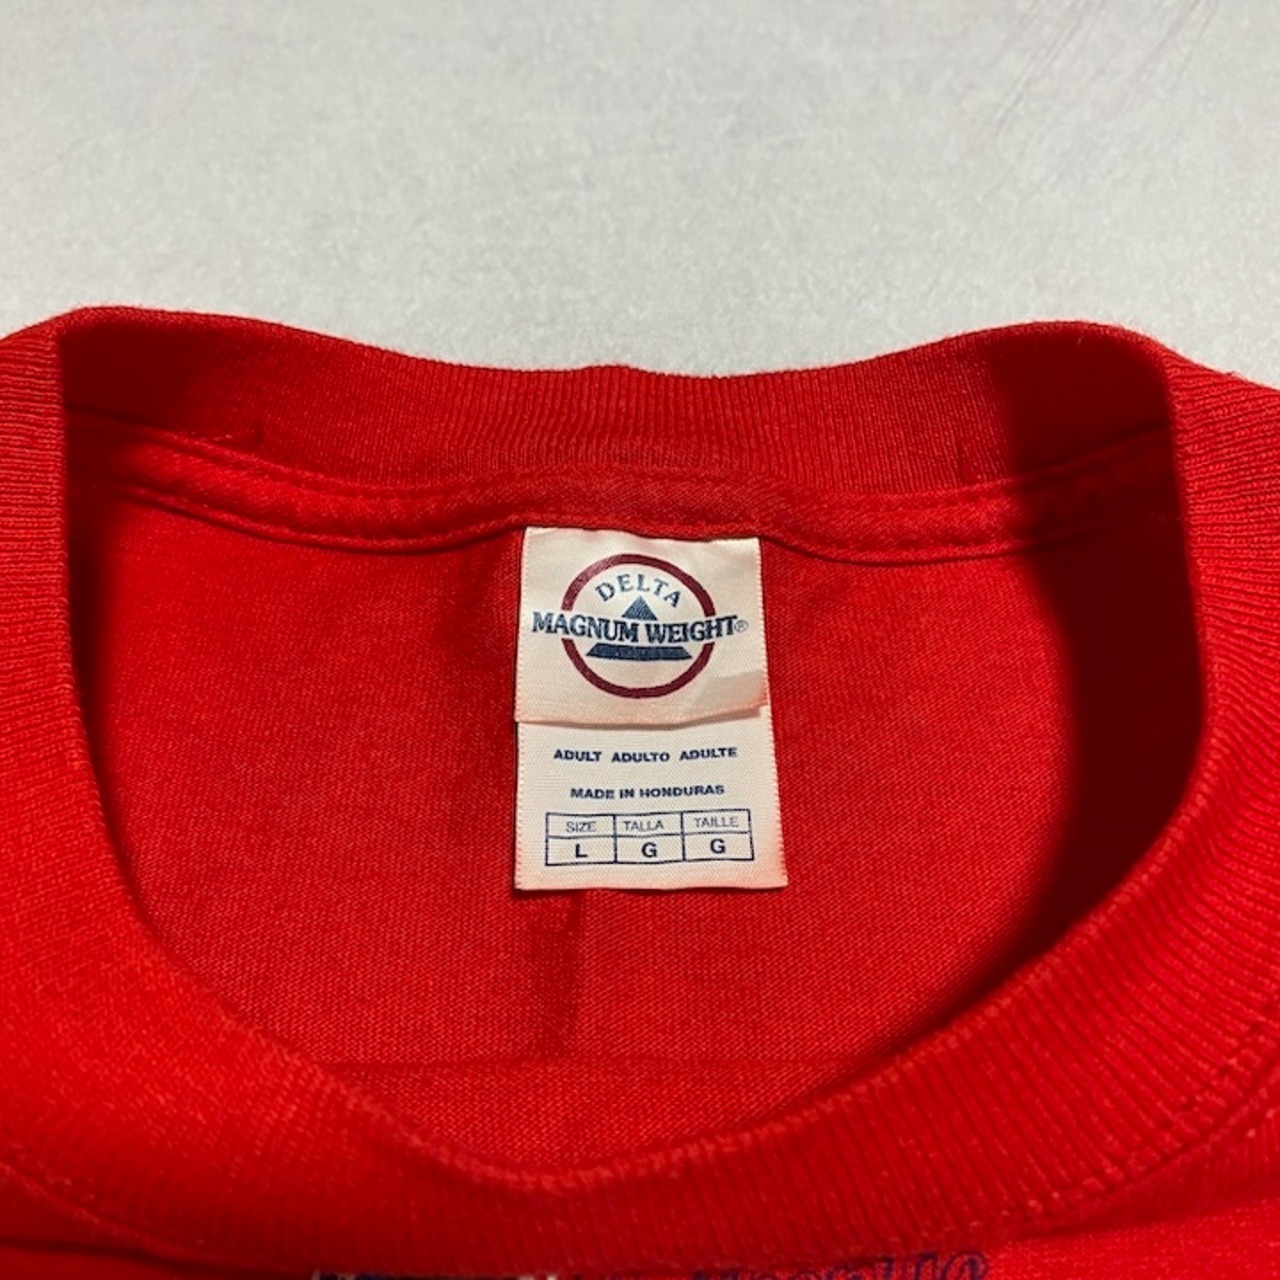 DELTA
MAGNUM WEIGHT®
ADULT ADULTO ADULTE
MADE IN HONDURAS
SIZE TALLA TAILLE
L G G